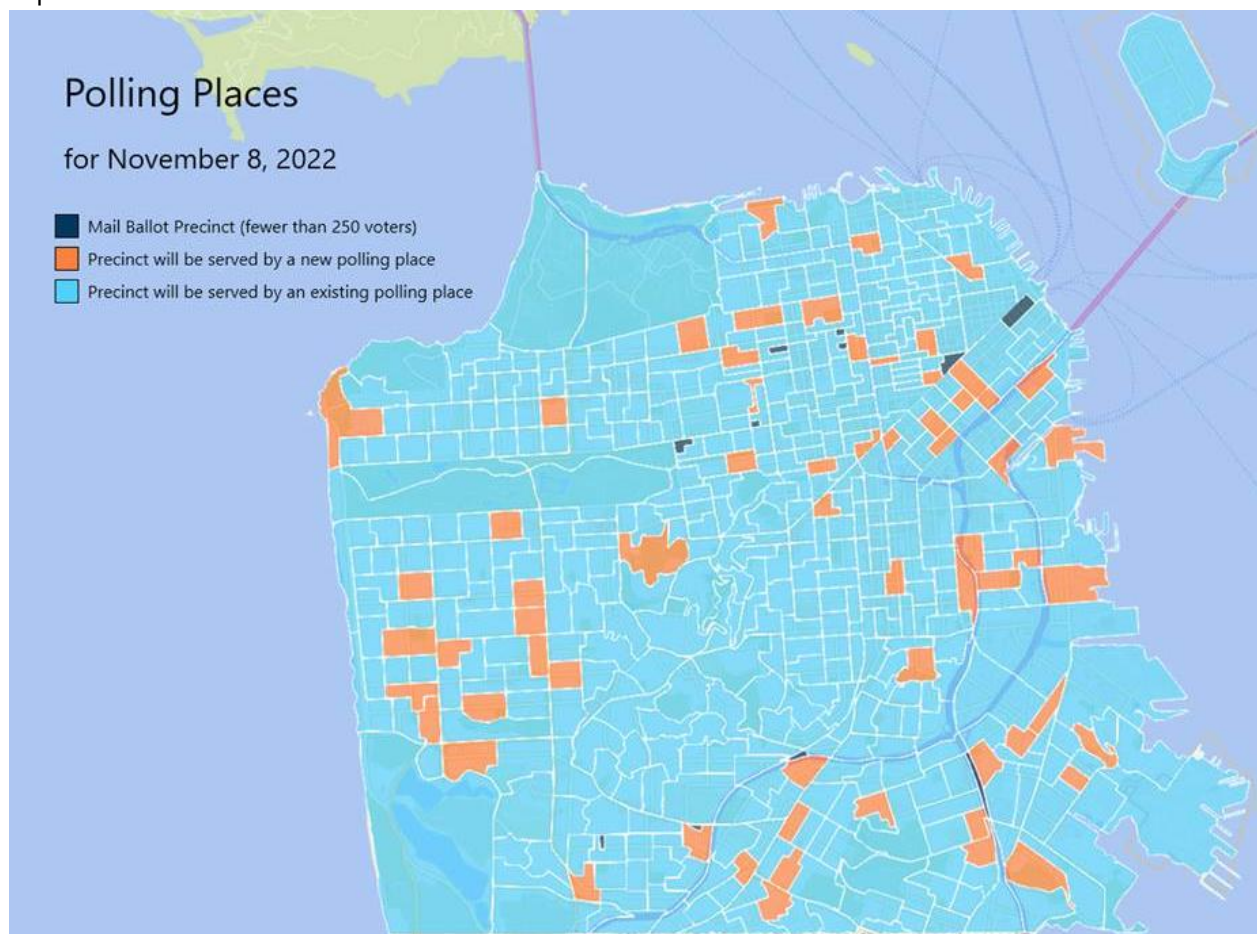 Polling Places
for November 8, 2022
Mail Ballot Precinct (fewer than 250 voters)
Precinct will be served by a new polling place
Precinct will be served by an existing polling place